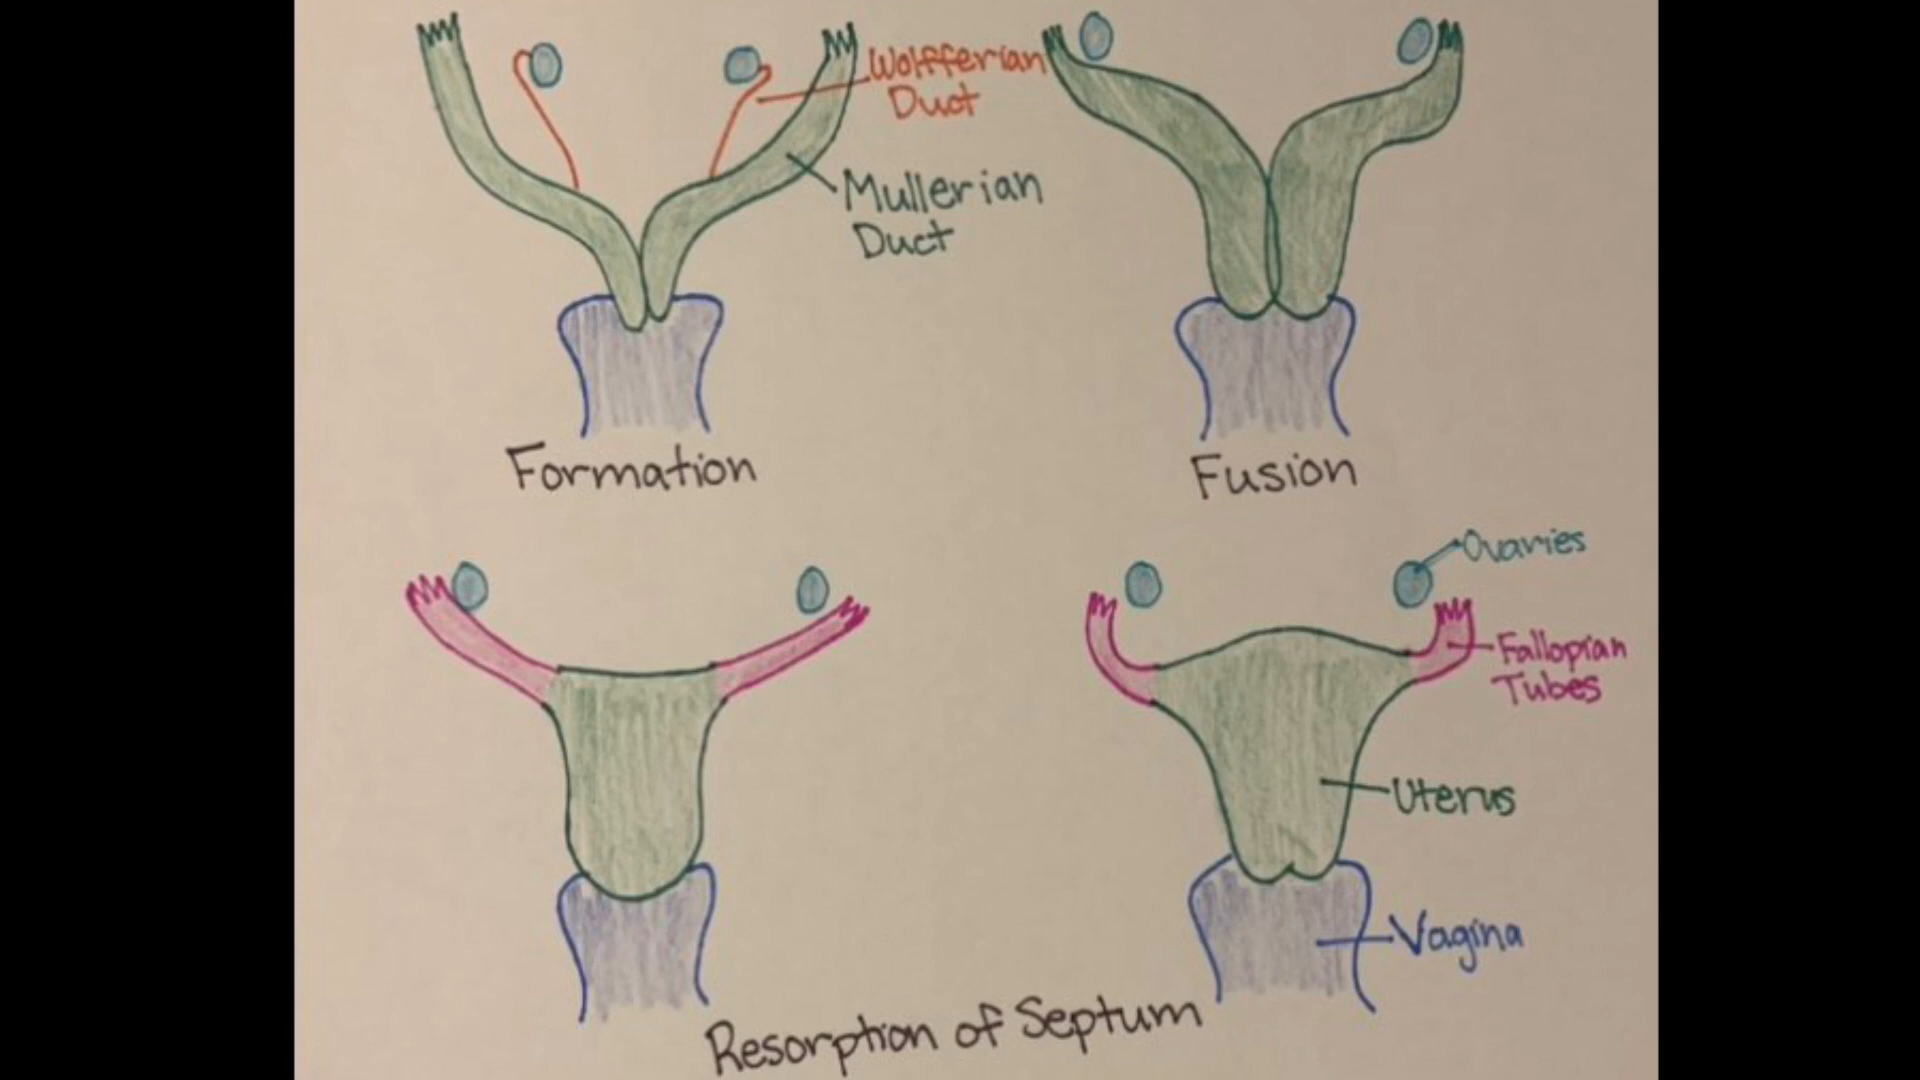 Wolfferian
Duct
Mullerian
Duct
Formation
Fusion
Ovaries
Fallopian
Tubes
Uterus
Vagina
Resorption of Septum